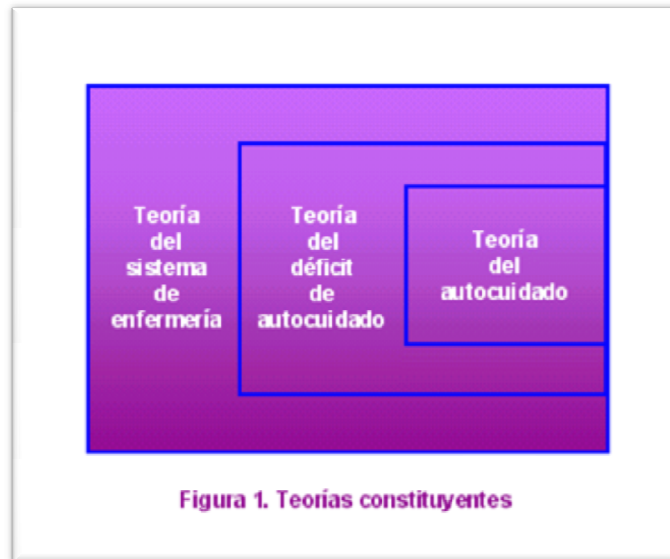 Teoría
del
sistema
de
enfermería
Teoría
del
déficit
de
autocuidado
Teoría
del
autocuidado
Figura 1. Teorías constituyentes